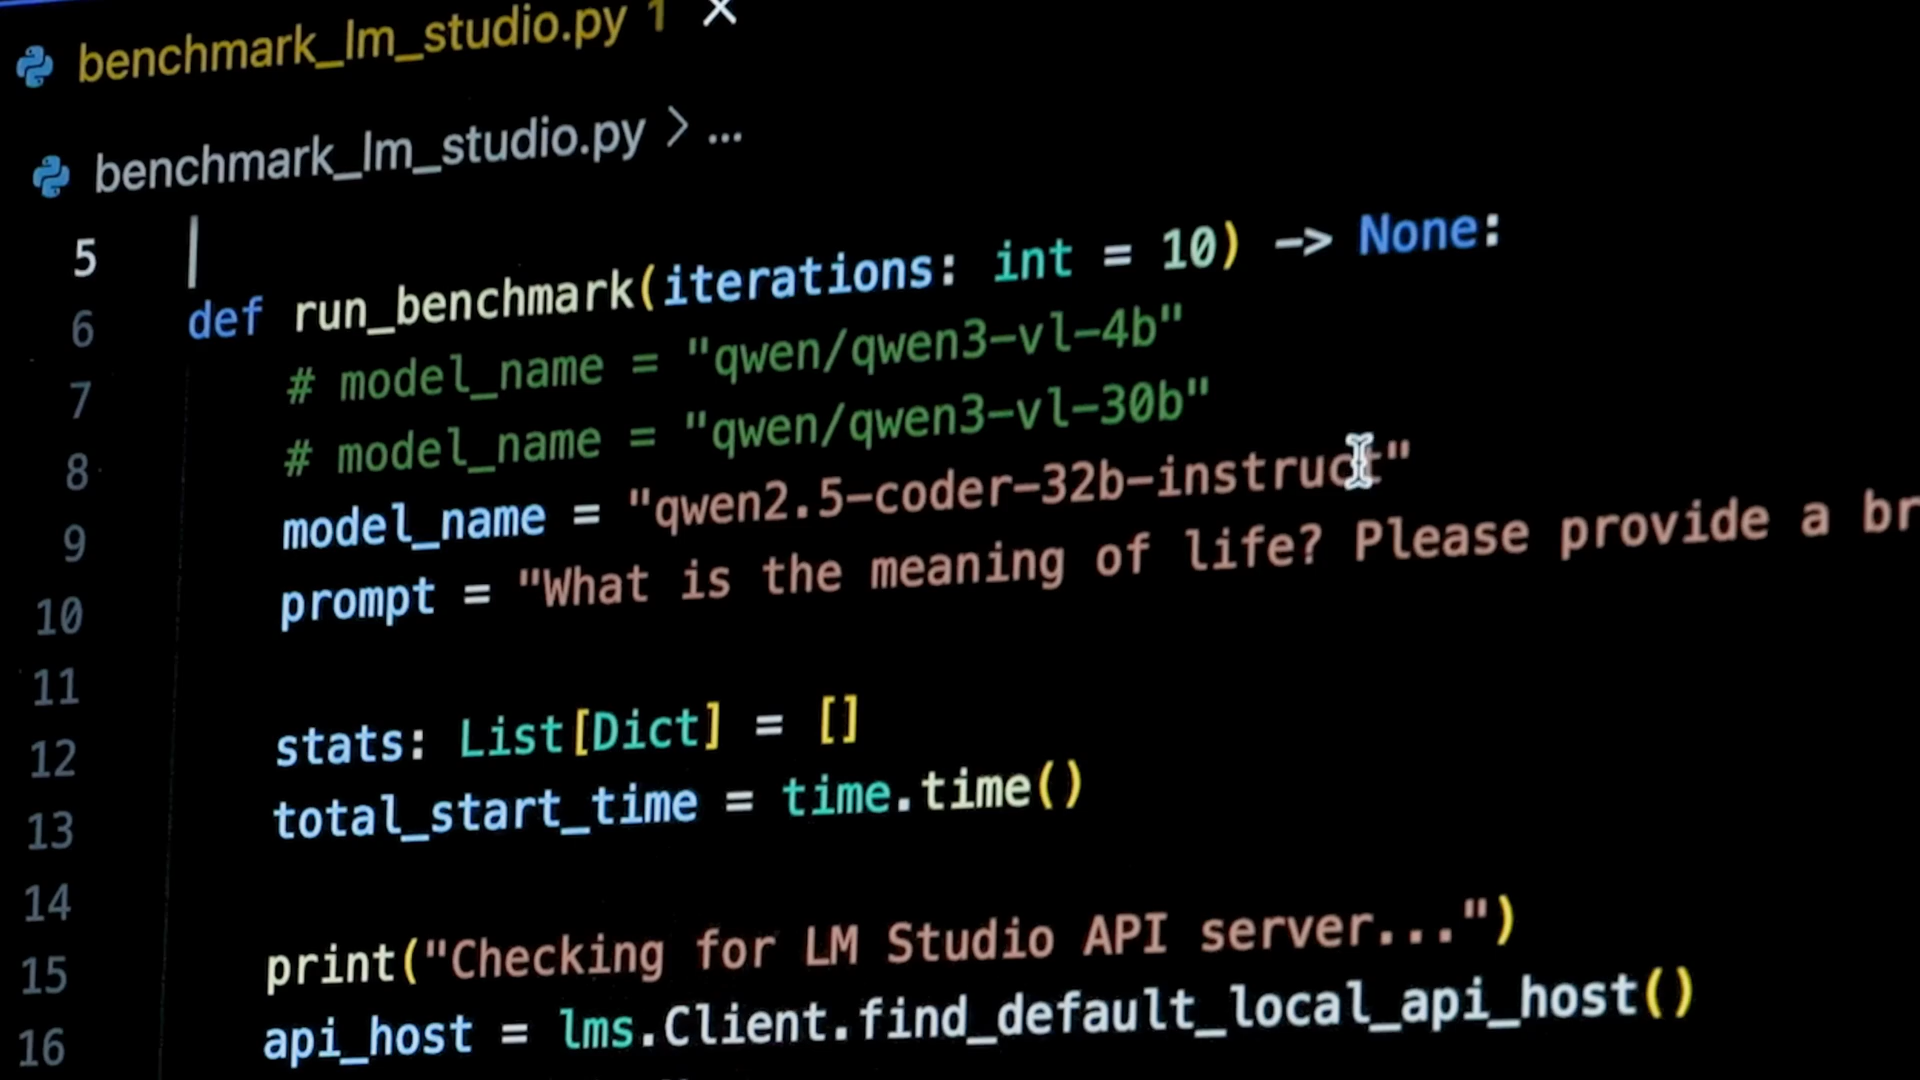 benchmark_lm_studio.py 1
benchmark_lm_studio.py > ...
5
6 def run_benchmark(iterations: int = 10) -> None:
7 # model_name = "qwen/qwen3-vl-4b"
8 # model_name = "qwen/qwen3-vl-30b"
9 model_name = "qwen2.5-coder-32b-instruct"
10 prompt = "What is the meaning of life? Please provide a br
11
12 stats: List[Dict] = []
13 total_start_time = time.time()
14
15 print("Checking for LM Studio API server...")
16 api_host = lms.Client.find_default_local_api_host()